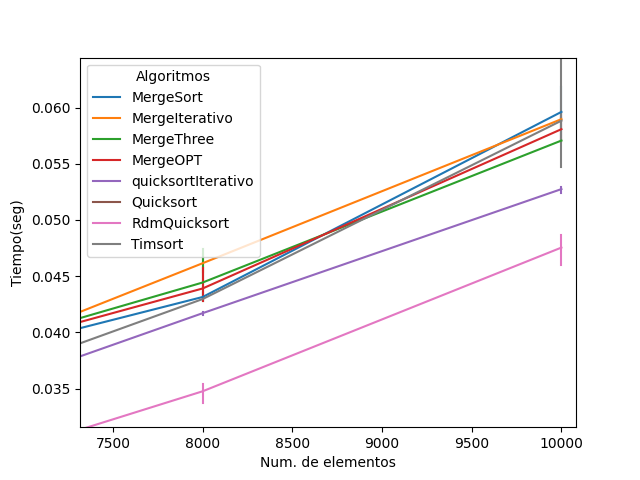 Algoritmos
MergeSort
MergeIterativo
MergeThree
MergeOPT
quicksortIterativo
Quicksort
RdmQuicksort
Timsort
0.060
0.055
0.050
0.045
0.040
0.035
Tiempo(seg)
7500 8000 8500 9000 9500 10000
Num. de elementos